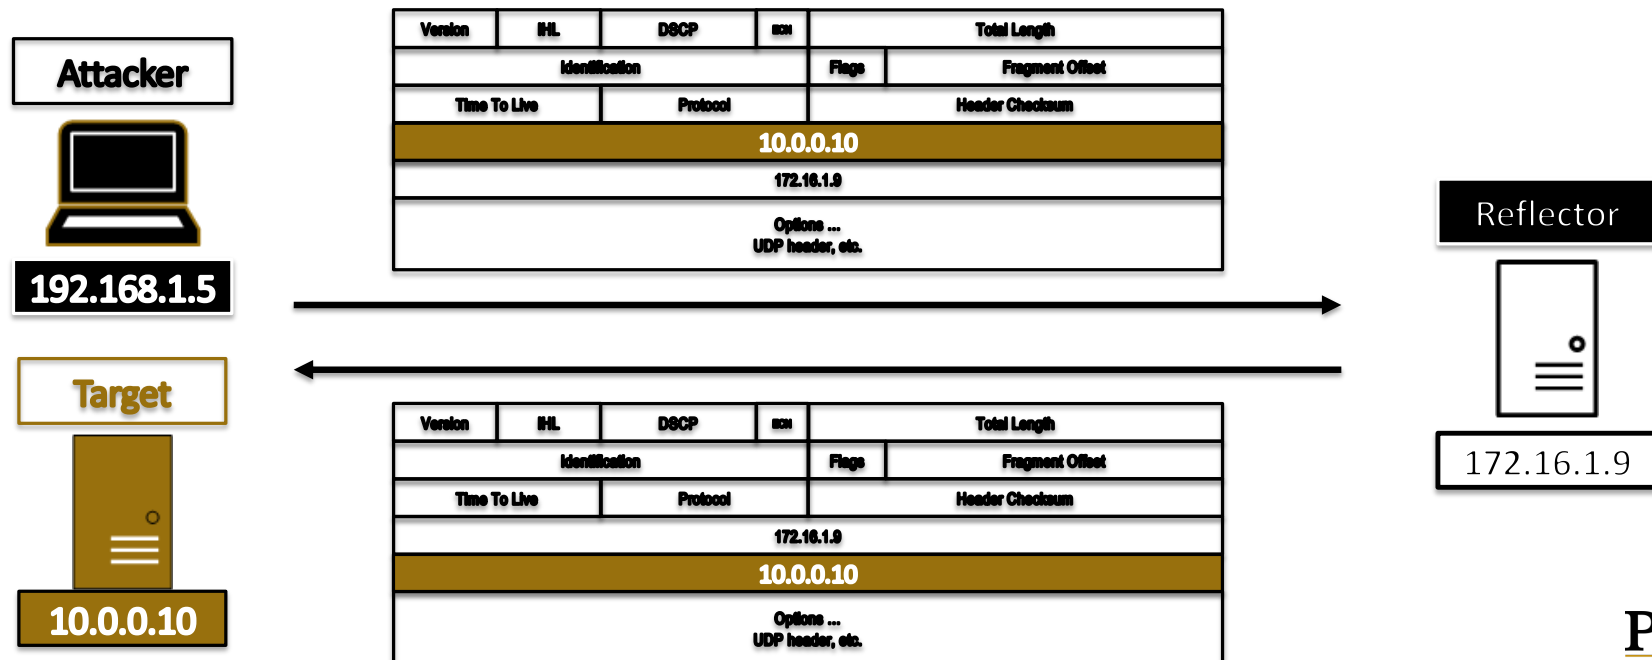 Attacker
192.168.1.5
Target
10.0.0.10
Version IHL DSCP ECN Total Length
Identification Flags Fragment Offset
Time To Live Protocol Header Checksum
10.0.0.10
172.16.1.9
Options ...
UDP header, etc.
Version IHL DSCP ECN Total Length
Identification Flags Fragment Offset
Time To Live Protocol Header Checksum
172.16.1.9
10.0.0.10
Options ...
UDP header, etc.
Reflector
172.16.1.9
P